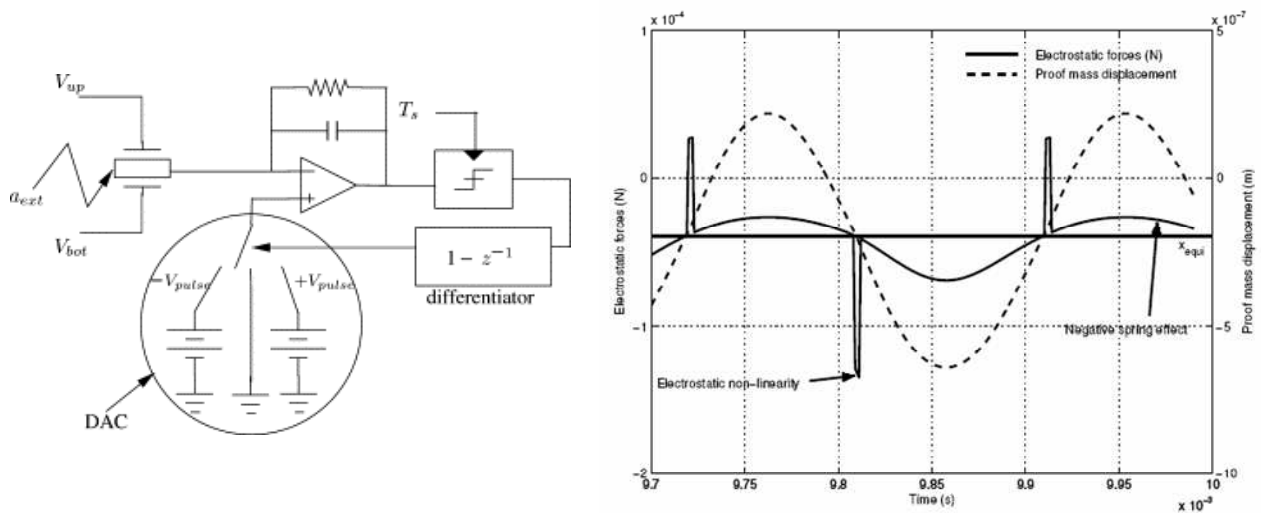 V_up
a_ext
V_bot
T_s
−
+
1 − z⁻¹
differentiator
−V_pulse
+V_pulse
DAC
x 10⁻⁴
x 10⁻⁷
1
0
−1
−2
5
0
−5
−10
Electrostatic forces (N)
Proof mass displacement
Electrostatic forces (N)
Proof mass displacement (m)
x_equi
Negative spring effect
Electrostatic non−linearity
9.7
9.75
9.8
9.85
9.9
9.95
10
Time (s)
x 10⁻³